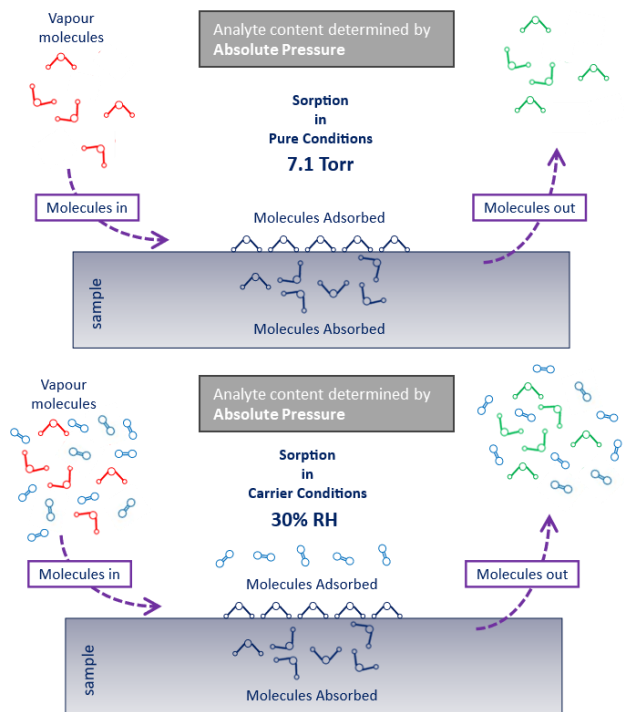 Vapour
molecules
Analyte content determined by
Absolute Pressure
Sorption
in
Pure Conditions
7.1 Torr
Molecules in
Molecules out
Molecules Adsorbed
sample
Molecules Absorbed
Vapour
molecules
Analyte content determined by
Absolute Pressure
Sorption
in
Carrier Conditions
30% RH
Molecules in
Molecules out
Molecules Adsorbed
sample
Molecules Absorbed